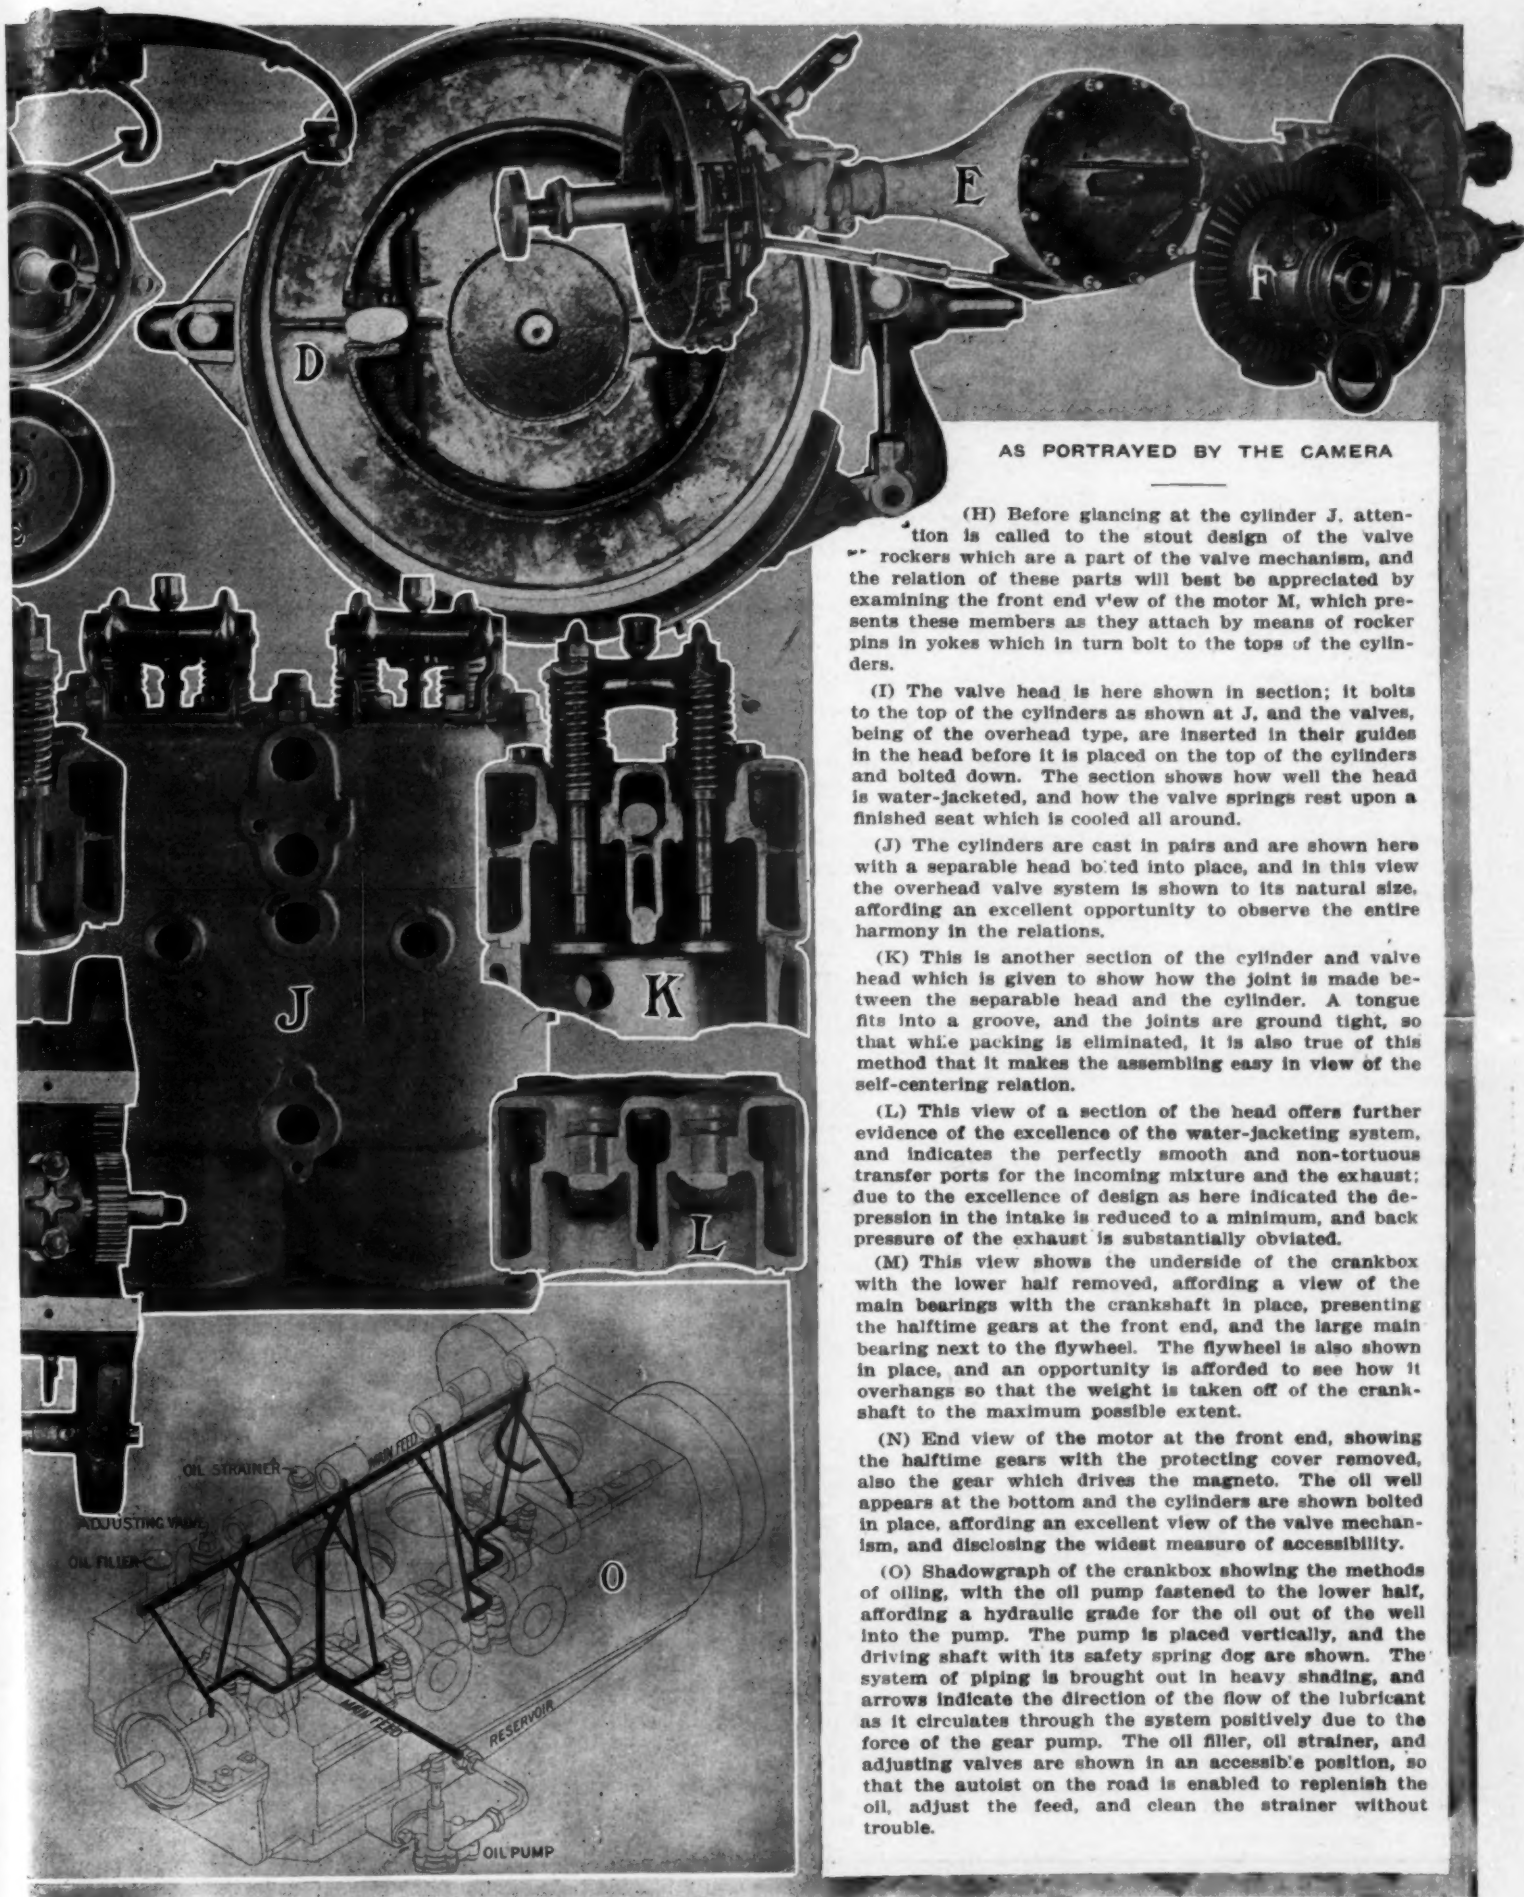 E
F
D
AS PORTRAYED BY THE CAMERA
(H) Before glancing at the cylinder J, atten-
tion is called to the stout design of the valve
rockers which are a part of the valve mechanism, and
the relation of these parts will best be appreciated by
examining the front end view of the motor M, which pre-
sents these members as they attach by means of rocker
pins in yokes which in turn bolt to the tops of the cylin-
ders.
(I) The valve head is here shown in section; it bolts
to the top of the cylinders as shown at J, and the valves,
being of the overhead type, are inserted in their guides
in the head before it is placed on the top of the cylinders
and bolted down. The section shows how well the head
is water-jacketed, and how the valve springs rest upon a
finished seat which is cooled all around.
(J) The cylinders are cast in pairs and are shown here
with a separable head bolted into place, and in this view
the overhead valve system is shown to its natural size,
affording an excellent opportunity to observe the entire
harmony in the relations.
(K) This is another section of the cylinder and valve
head which is given to show how the joint is made be-
tween the separable head and the cylinder. A tongue
fits into a groove, and the joints are ground tight, so
that while packing is eliminated, it is also true of this
method that it makes the assembling easy in view of the
self-centering relation.
(L) This view of a section of the head offers further
evidence of the excellence of the water-jacketing system,
and indicates the perfectly smooth and non-tortuous
transfer ports for the incoming mixture and the exhaust;
due to the excellence of design as here indicated the de-
pression in the intake is reduced to a minimum, and back
pressure of the exhaust is substantially obviated.
(M) This view shows the underside of the crankbox
with the lower half removed, affording a view of the
main bearings with the crankshaft in place, presenting
the halftime gears at the front end, and the large main
bearing next to the flywheel. The flywheel is also shown
in place, and an opportunity is afforded to see how it
overhangs so that the weight is taken off of the crank-
shaft to the maximum possible extent.
(N) End view of the motor at the front end, showing
the halftime gears with the protecting cover removed,
also the gear which drives the magneto. The oil well
appears at the bottom and the cylinders are shown bolted
in place, affording an excellent view of the valve mechan-
ism, and disclosing the widest measure of accessibility.
(O) Shadowgraph of the crankbox showing the methods
of oiling, with the oil pump fastened to the lower half,
affording a hydraulic grade for the oil out of the well
into the pump. The pump is placed vertically, and the
driving shaft with its safety spring dog are shown. The
system of piping is brought out in heavy shading, and
arrows indicate the direction of the flow of the lubricant
as it circulates through the system positively due to the
force of the gear pump. The oil filler, oil strainer, and
adjusting valves are shown in an accessible position, so
that the autoist on the road is enabled to replenish the
oil, adjust the feed, and clean the strainer without
trouble.
J
K
L
MAIN FEED
OIL STRAINER
ADJUSTING VALVE
OIL FILLER
O
MAIN FEED
RESERVOIR
OIL PUMP